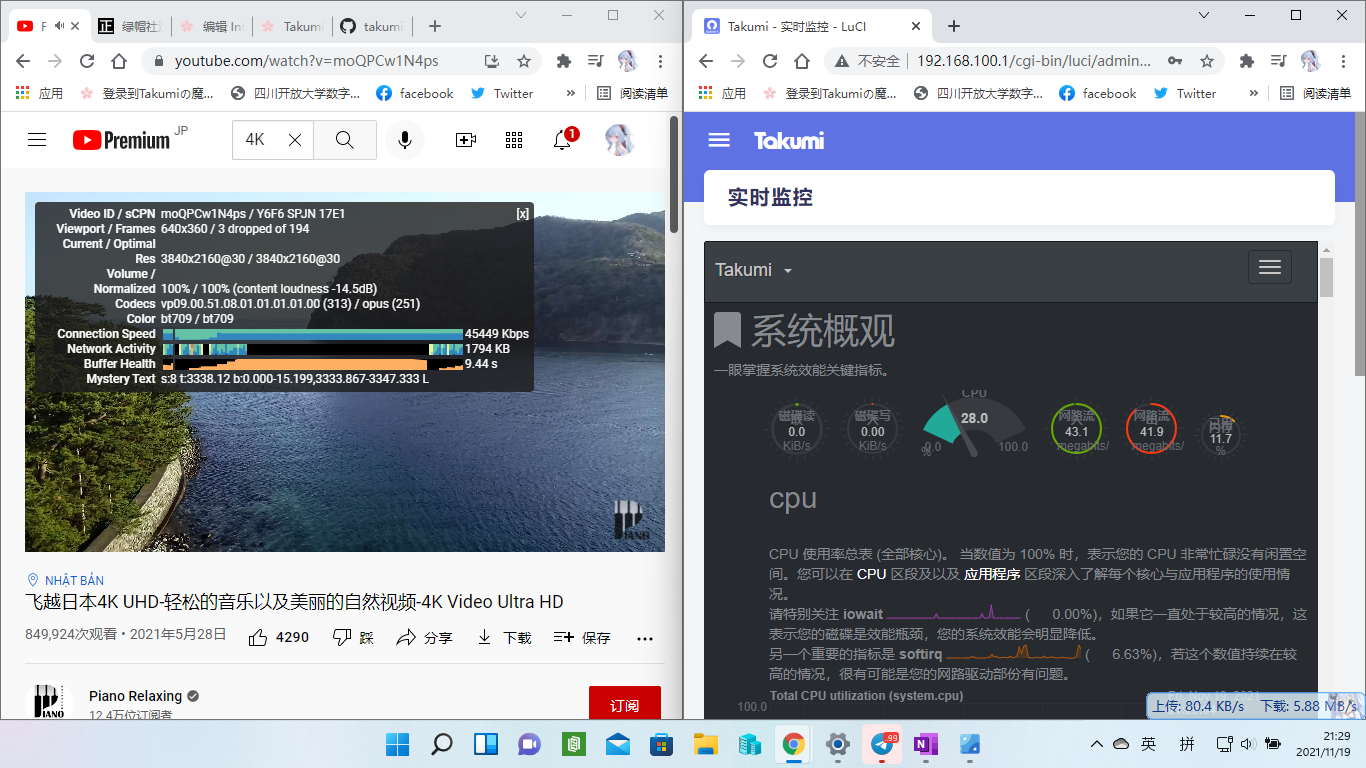 F
绿帽社江
编辑 Int
Takumi
takumi
youtube.com/watch?v=moQPCw1N4ps
应用
登录到Takumiの魔...
四川开放大学数字...
facebook
Twitter
»
阅读清单
Premium
JP
4K
1
Video ID / sCPN moQPCw1N4ps / Y6F6 SPJN 17E1
[x]
Viewport / Frames 640x360 / 3 dropped of 194
Current / Optimal
Res 3840x2160@30 / 3840x2160@30
Volume /
Normalized 100% / 100% (content loudness -14.5dB)
Codecs vp09.00.51.08.01.01.01.01.00 (313) / opus (251)
Color bt709 / bt709
Connection Speed 45449 Kbps
Network Activity 1794 KB
Buffer Health 9.44 s
Mystery Text s:8 t:3338.12 b:0.000-15.199,3333.867-3347.333 L
PIANO
NHẬT BẢN
飞越日本4K UHD-轻松的音乐以及美丽的自然视频-4K Video Ultra HD
849,924次观看 • 2021年5月28日
4290
踩
分享
下载
保存
PIANO
Piano Relaxing
12.4万位订阅者
订阅
Takumi - 实时监控 - LuCI
不安全
192.168.100.1/cgi-bin/luci/admin...
应用
登录到Takumiの魔...
四川开放大学数字...
facebook
Twitter
»
阅读清单
Takumi
实时监控
Takumi
系统概观
一眼掌握系统效能关键指标。
磁碟读
0.0
KiB/s
磁碟写
0.00
KiB/s
CPU
28.0
0.0
100.0
%
网路流
43.1
megabits/
网路流
41.9
megabits/
11.7
%
cpu
CPU 使用率总表 (全部核心)。 当数值为 100% 时，表示您的 CPU 非常忙碌没有闲置空
间。您可以在 CPU 区段及以及 应用程序 区段深入了解每个核心与应用程序的使用情
况。
请特别关注 iowait ( 0.00%)，如果它一直处于较高的情况，这
表示您的磁碟是效能瓶颈，您的系统效能会明显降低。
另一个重要的指标是 softirq ( 6.63%)，若这个数值持续在较
高的情况，很有可能是您的网路驱动部份有问题。
Total CPU utilization (system.cpu)
100.0
上传: 80.4 KB/s 下载: 5.88 MB/s
99
英
拼
21:29
2021/11/19